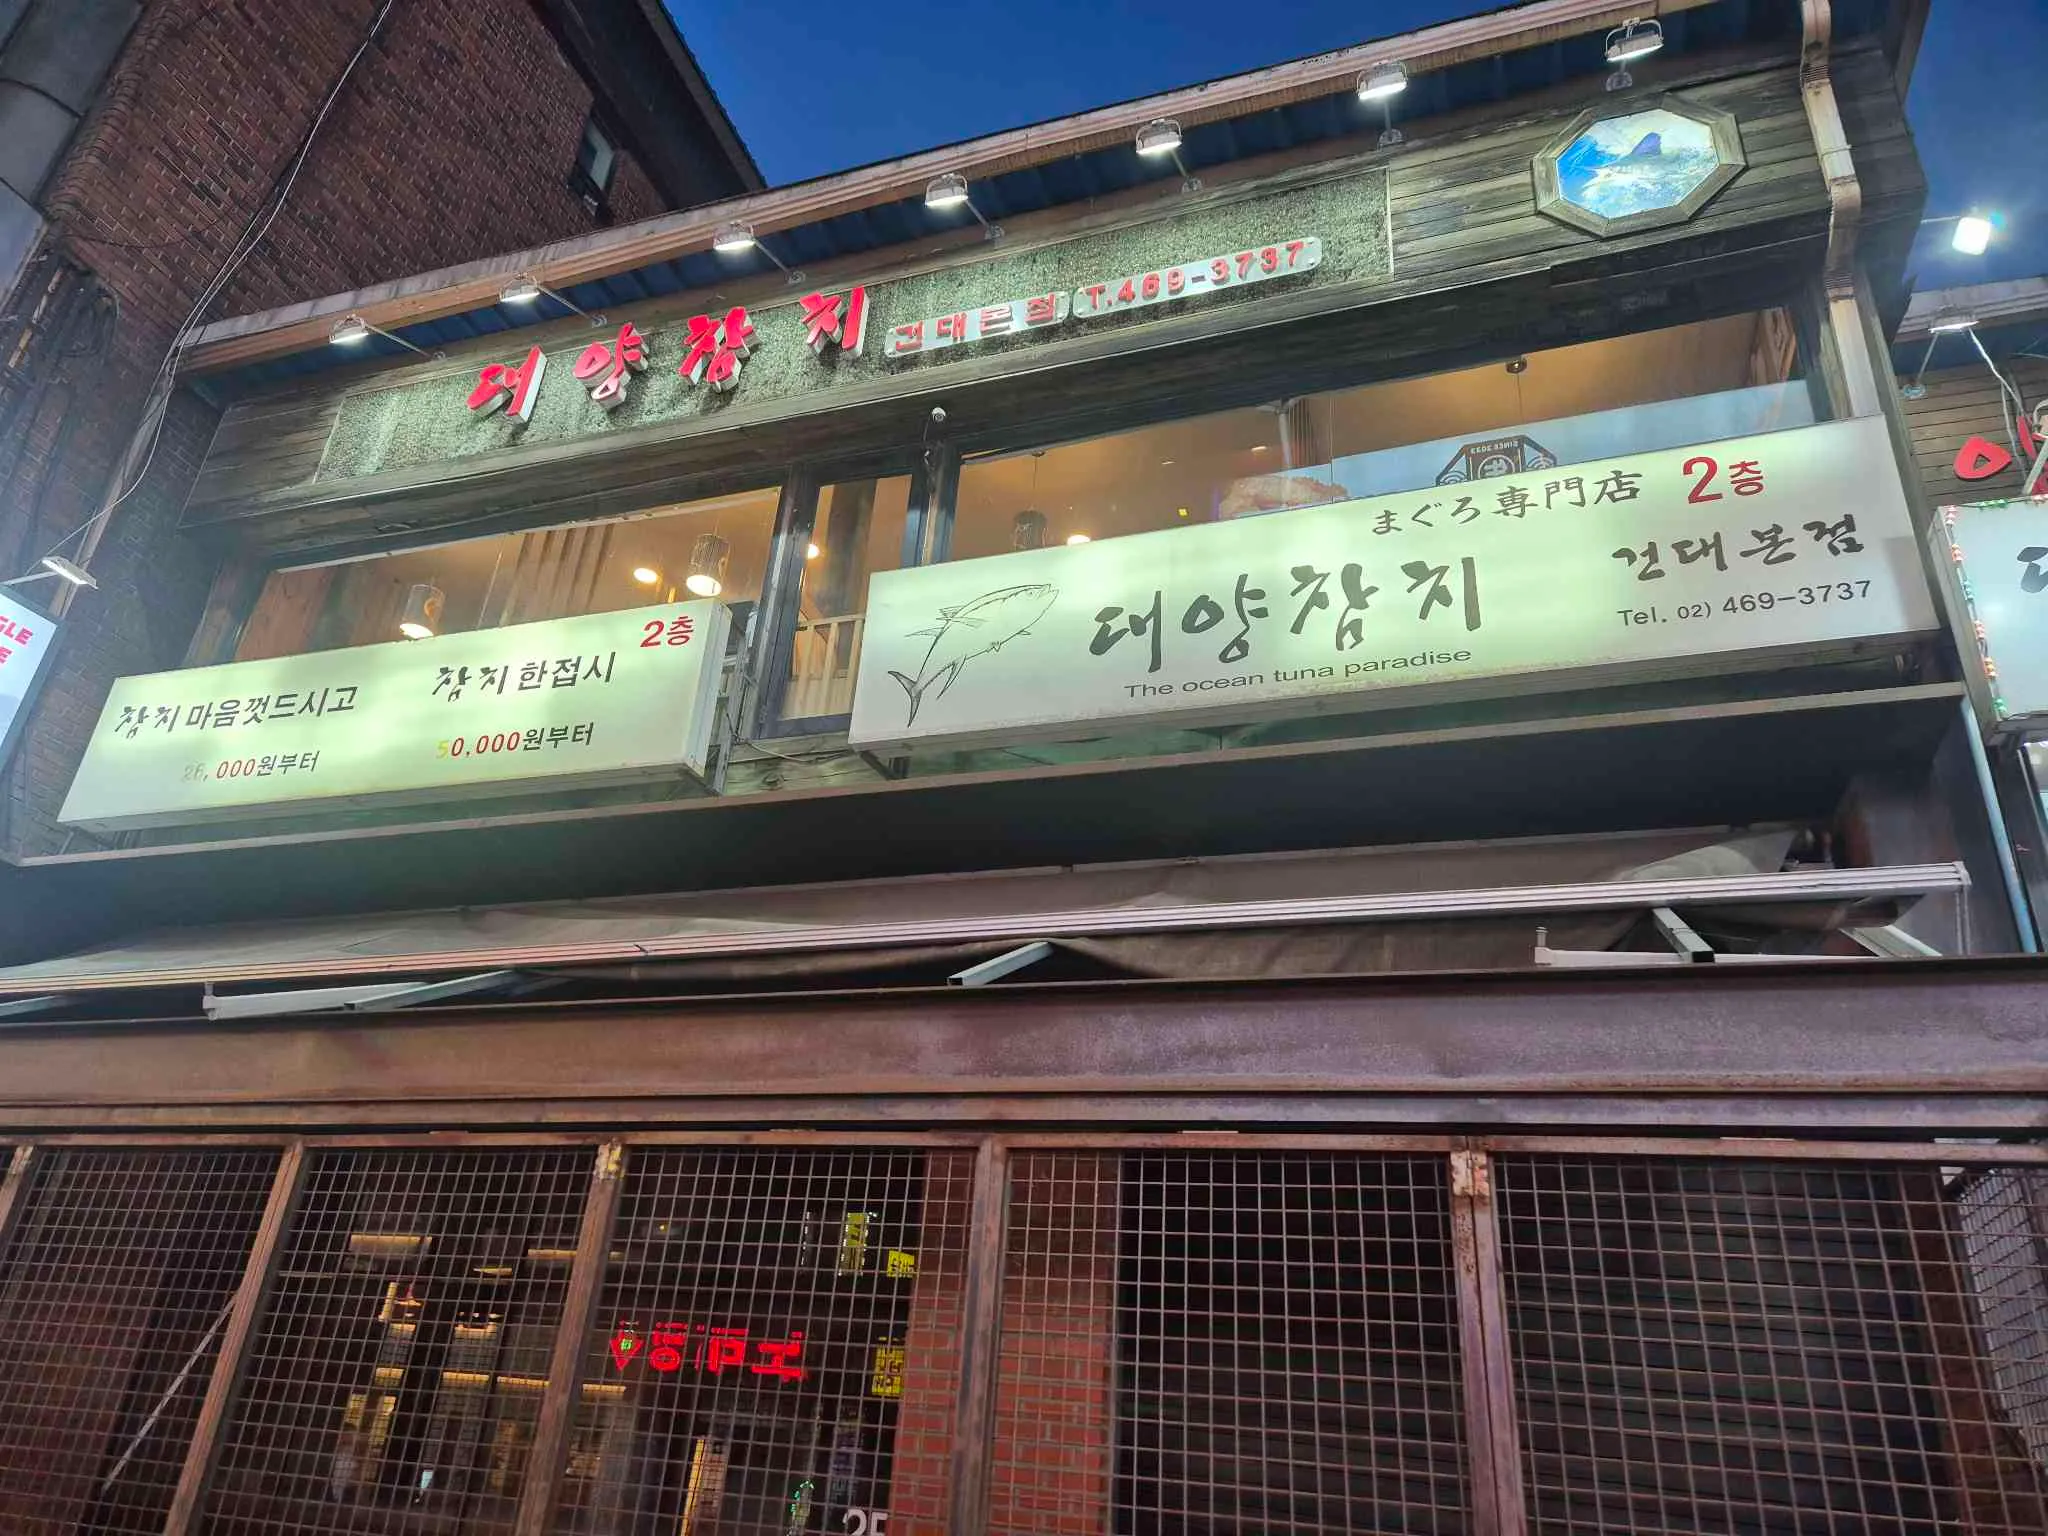 대양참치 건대본점 T.469-3737
SINCE 2033
まぐろ専門店 2층
대양참치 건대본점
The ocean tuna paradise
Tel. 02) 469-3737
2층
참치마음껏드시고 참치한접시
26,000원부터 50,000원부터
GLE